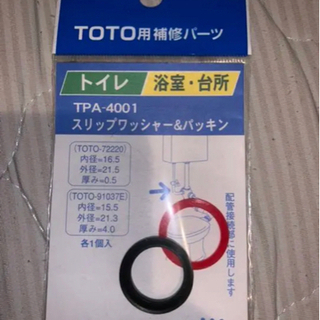 TOTO用補修パーツ
トイレ 浴室・台所
TPA-4001
スリップワッシャー&パッキン
(TOTO-72220)
内径=16.5
外径=21.5
厚み=0.5
(TOTO-91037E)
内径=15.5
外径=21.3
厚み=4.0
各1個入
配管接続部に使用します